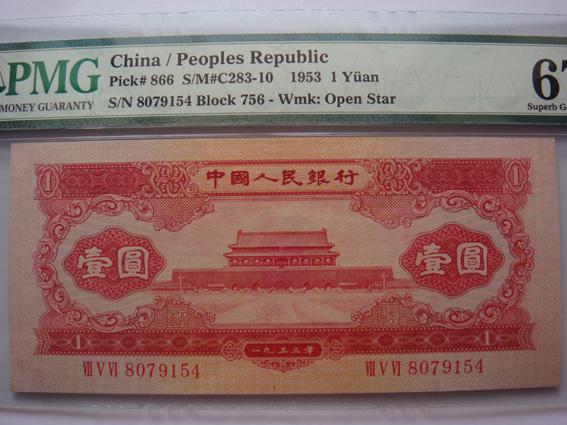 PMG
MONEY GUARANTY
China / Peoples Republic
Pick# 866 S/M#C283-10 1953 1 Yüan
S/N 8079154 Block 756 - Wmk: Open Star
67
Superb G
1
中國人民銀行
1
壹圓
壹圓
1
一九五三年
1
Ⅶ Ⅴ Ⅵ 8079154
Ⅶ Ⅴ Ⅵ 8079154